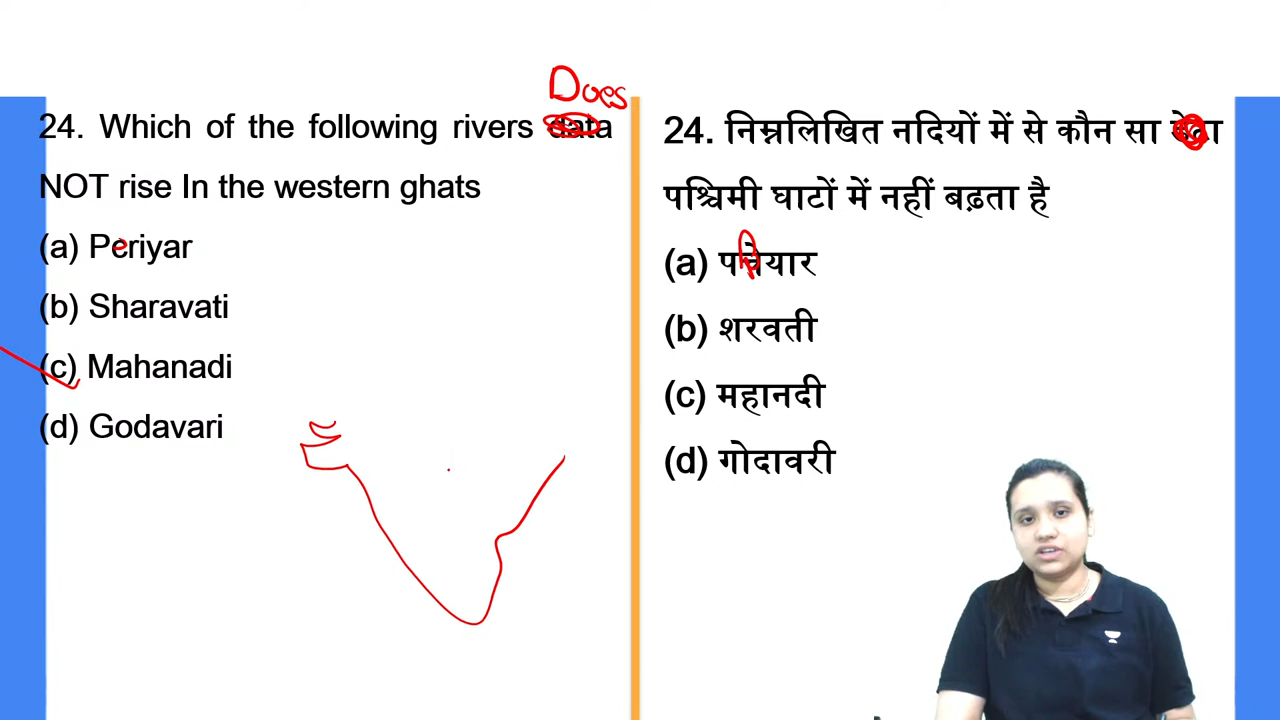 Does
24. Which of the following rivers data
NOT rise In the western ghats
(a) Periyar
(b) Sharavati
(c) Mahanadi
(d) Godavari
24. निम्नलिखित नदियों में से कौन सा
पश्चिमी घाटों में नहीं बढ़ता है
(a)
(b) शरवती
(c) महानदी
(d) गोदावरी